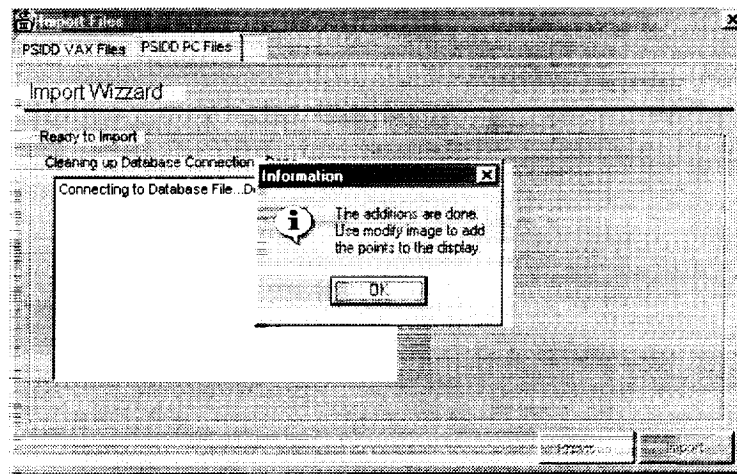 Import Files
PSIDD VAX Files PSIDD PC Files
Import Wizzard
Ready to Import
Cleaning up Database Connection
Connecting to Database File...
Information
The additions are done.
Use modify image to add
the points to the display
OK
Import